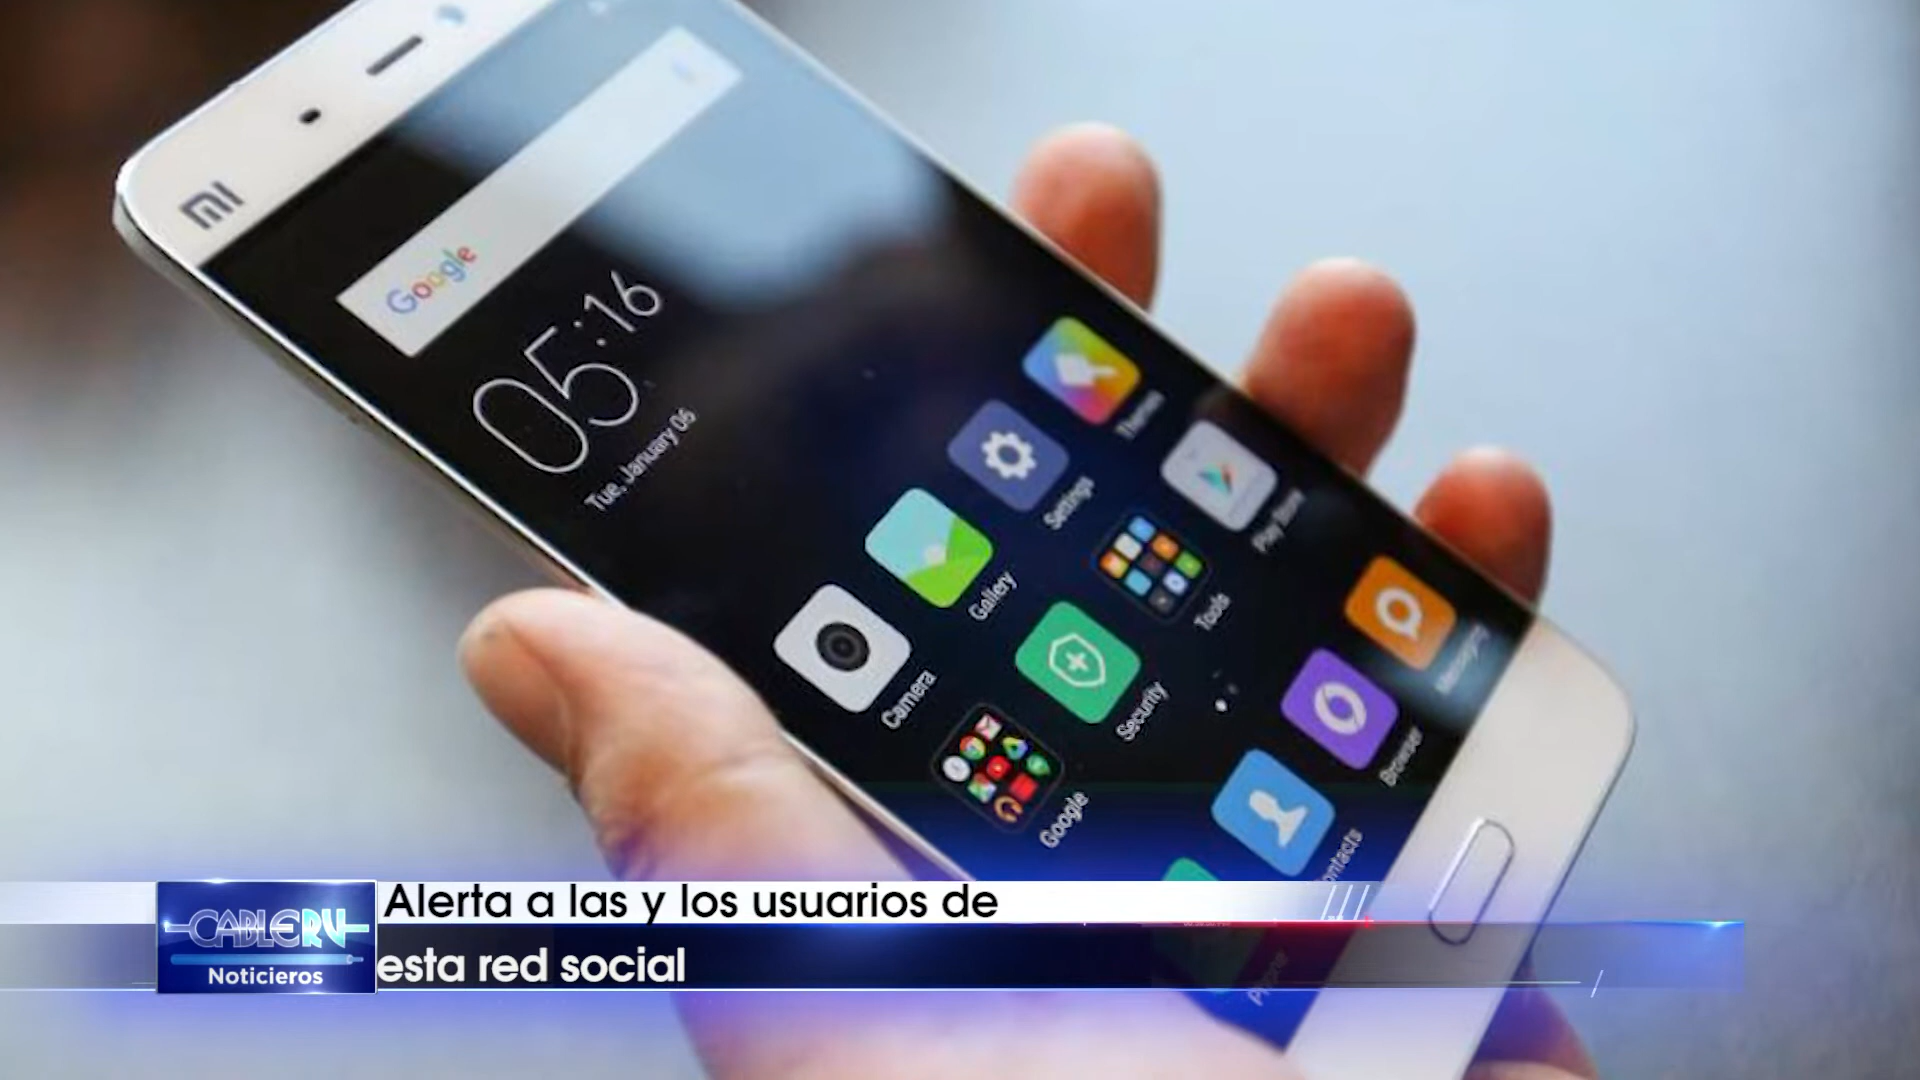 MI
Google
05:16
Tue, January 06
Themes
Settings
Play Store
Gallery
Tools
Messaging
Camera
Security
Browser
Google
Contacts
Phone
Alerta a las y los usuarios de
esta red social
CABLERV
Noticieros